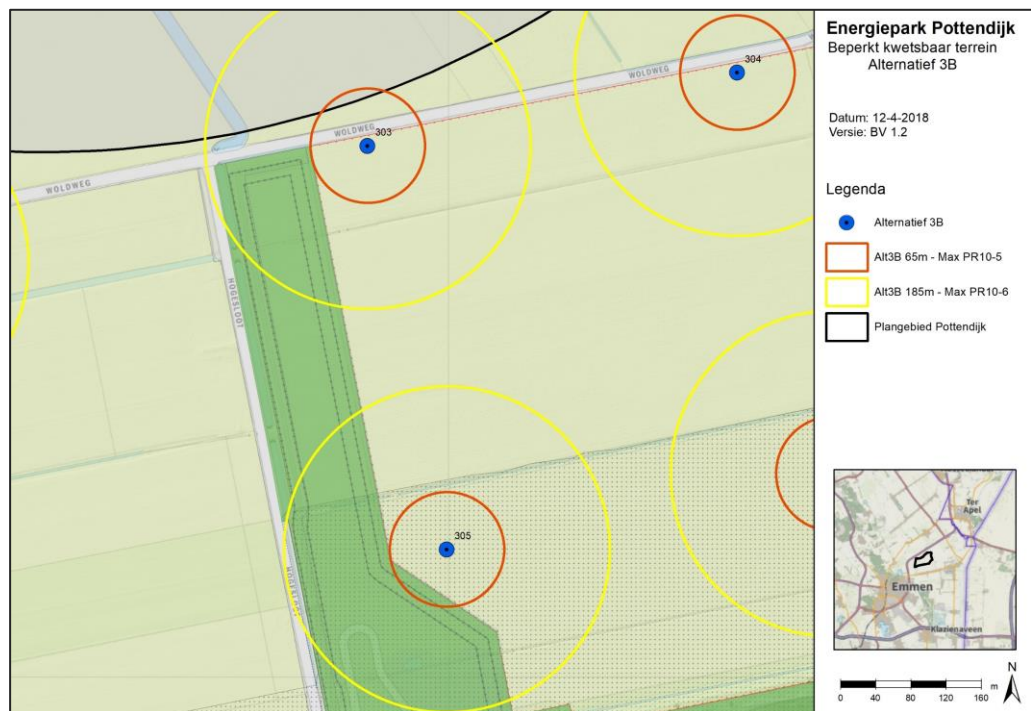 Energiepark Pottendijk
Beperkt kwetsbaar terrein
Alternatief 3B
Datum: 12-4-2018
Versie: BV 1.2
Legenda
Alternatief 3B
Alt3B 65m - Max PR10-5
Alt3B 185m - Max PR10-6
Plangebied Pottendijk
304
WOLDWEG
303
WOLDWEG
WOLDWEG
HOGESLOOT
305
HOGESLOOT
Ter
Apel
Emmen
Klazienaveen
N
0 40 80 120 160
m